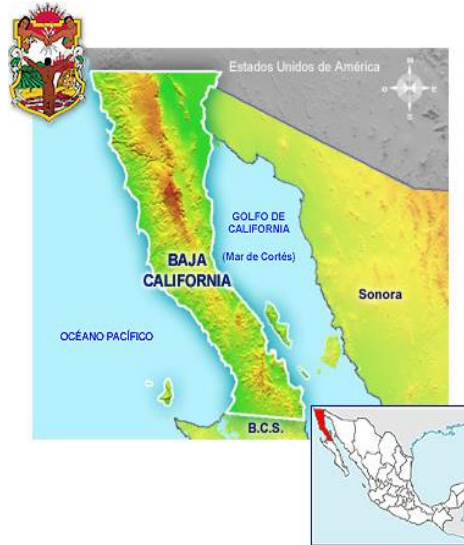 Estados Unidos de América
N
O
E
S
GOLFO DE
CALIFORNIA
(Mar de Cortés)
BAJA
CALIFORNIA
Sonora
OCÉANO PACÍFICO
B.C.S.